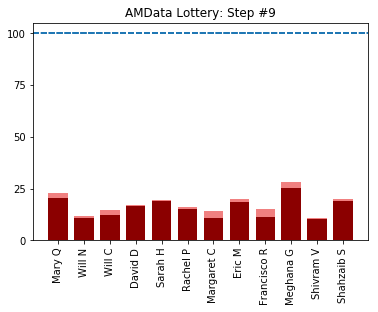 AMData Lottery: Step #9
100
75
50
25
0
Mary Q
Will N
Will C
David D
Sarah H
Rachel P
Margaret C
Eric M
Francisco R
Meghana G
Shivram V
Shahzaib S